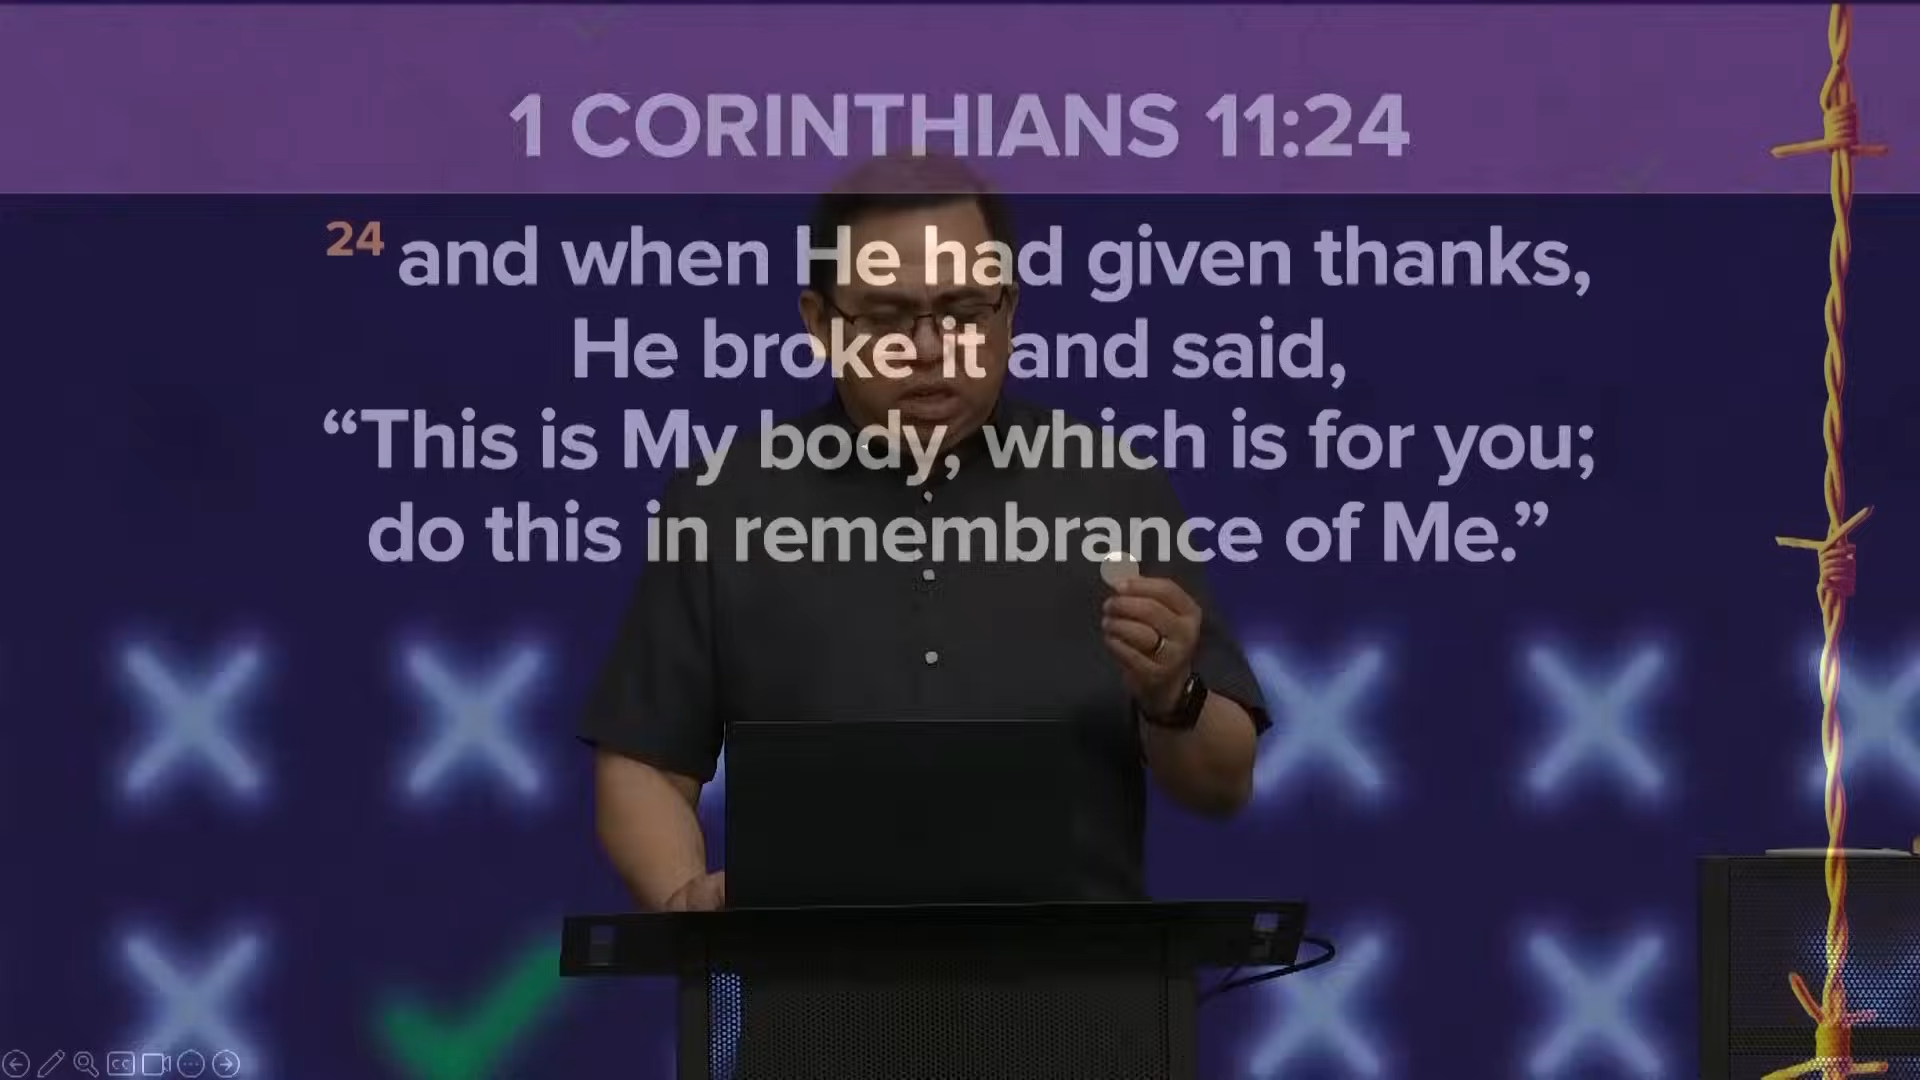 1 CORINTHIANS 11:24
24 and when He had given thanks,
He broke it and said,
“This is My body, which is for you;
do this in remembrance of Me.”
CC